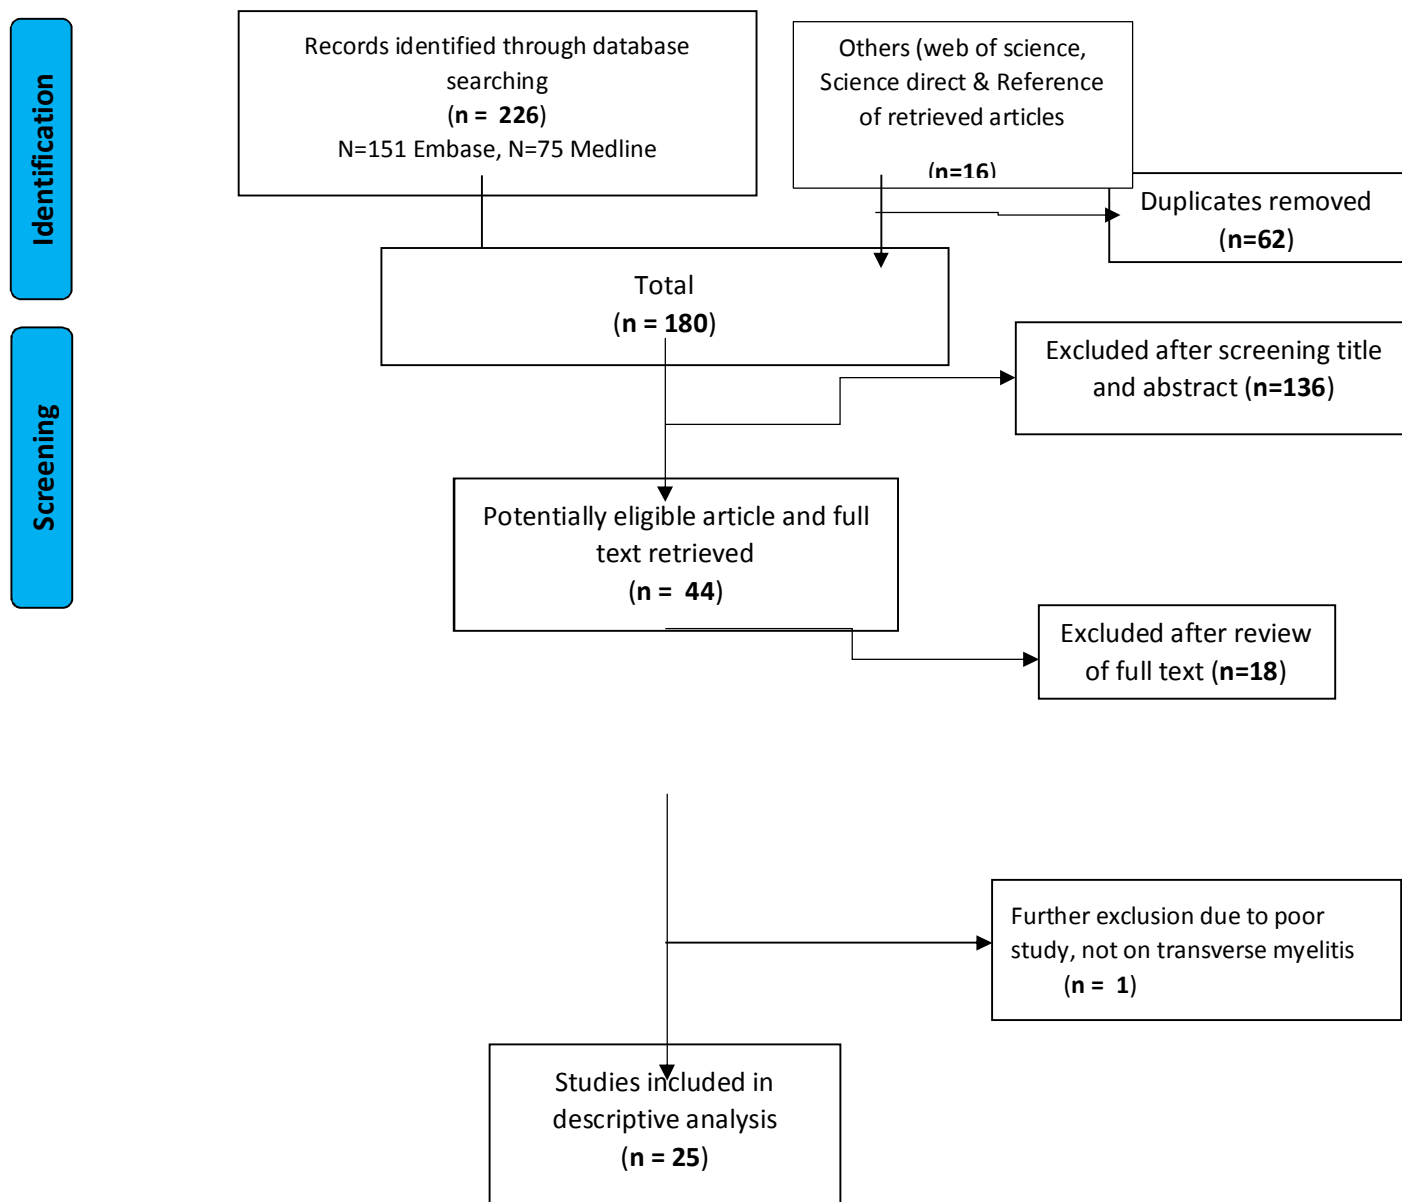 Identification
Records identified through database
searching
(n = 226)
N=151 Embase, N=75 Medline
Others (web of science,
Science direct & Reference
of retrieved articles
(n=16)
Duplicates removed
(n=62)
Total
(n = 180)
Screening
Excluded after screening title
and abstract (n=136)
Potentially eligible article and full
text retrieved
(n = 44)
Excluded after review
of full text (n=18)
Further exclusion due to poor
study, not on transverse myelitis
(n = 1)
Studies included in
descriptive analysis
(n = 25)